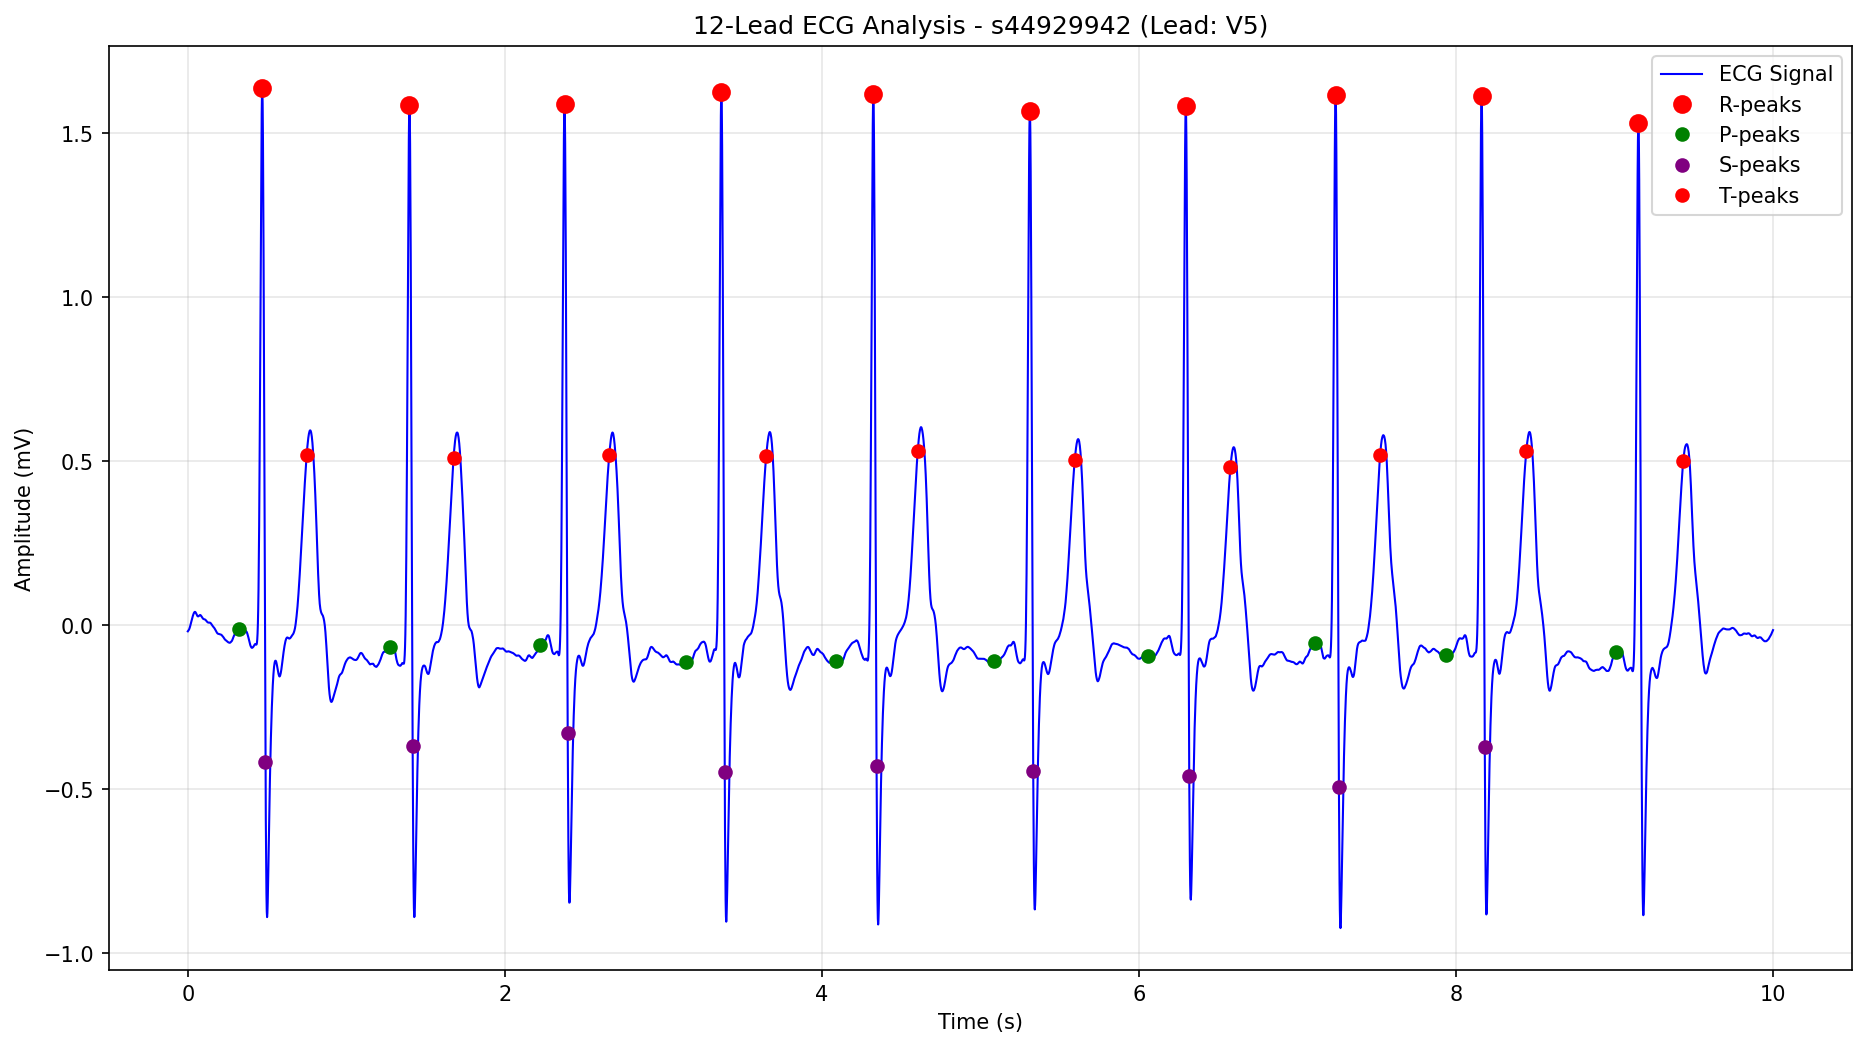 12-Lead ECG Analysis - s44929942 (Lead: V5)
ECG Signal
R-peaks
P-peaks
S-peaks
T-peaks
Amplitude (mV)
1.5
1.0
0.5
0.0
−0.5
−1.0
0 2 4 6 8 10
Time (s)